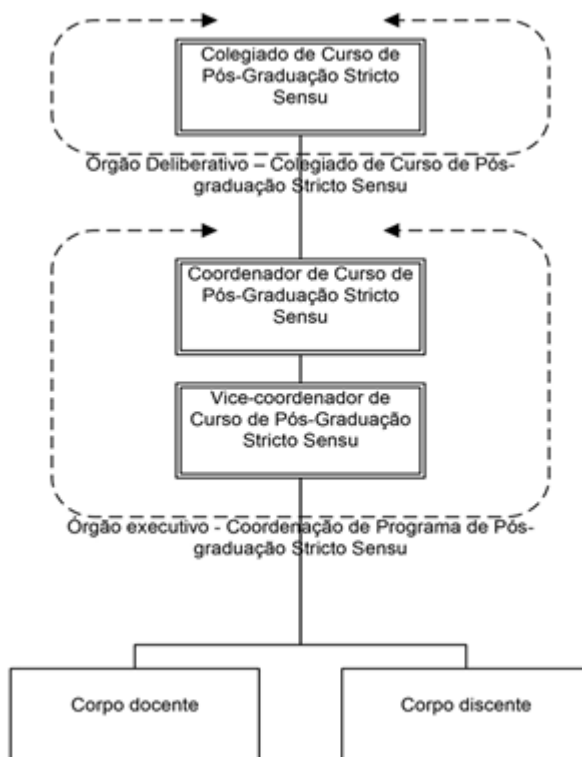 Colegiado de Curso de
Pós-Graduação Stricto
Sensu
Órgão Deliberativo – Colegiado de Curso de Pós-
graduação Stricto Sensu
Coordenador de Curso de
Pós-Graduação Stricto
Sensu
Vice-coordenador de
Curso de Pós-Graduação
Stricto Sensu
Órgão executivo - Coordenação de Programa de Pós-
graduação Stricto Sensu
Corpo docente
Corpo discente